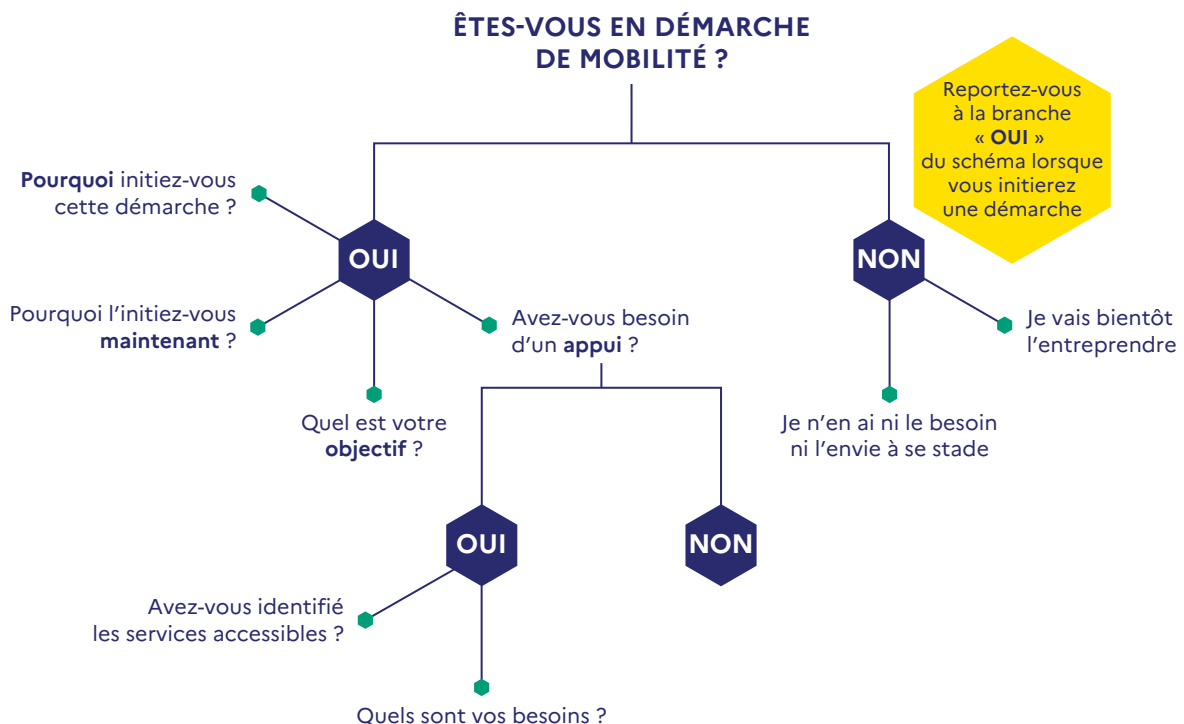 ÊTES-VOUS EN DÉMARCHE
DE MOBILITÉ ?
Reportez-vous
à la branche
« OUI »
du schéma lorsque
vous initierez
une démarche
Pourquoi initiez-vous
cette démarche ?
OUI
NON
Pourquoi l'initiez-vous
maintenant ?
Avez-vous besoin
d'un appui ?
Je vais bientôt
l'entreprendre
Quel est votre
objectif ?
Je n'en ai ni le besoin
ni l'envie à se stade
OUI
NON
Avez-vous identifié
les services accessibles ?
Quels sont vos besoins ?